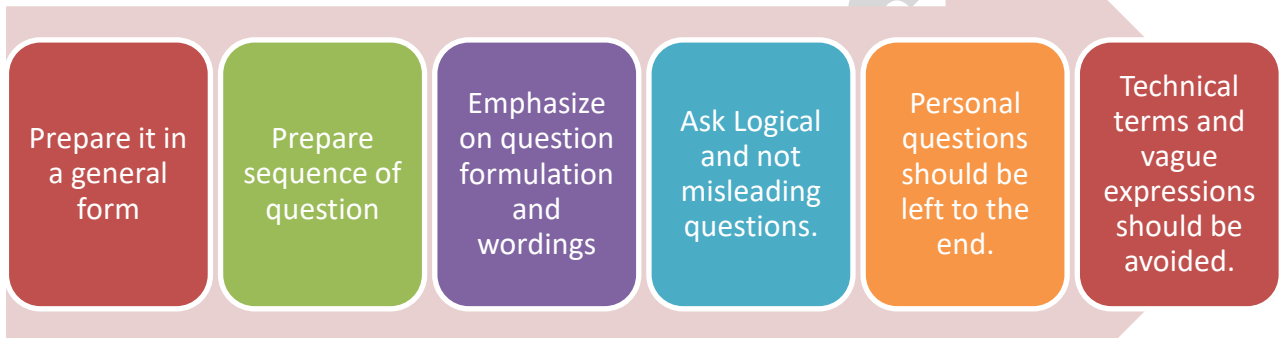 Prepare it in
a general
form
Prepare
sequence of
question
Emphasize
on question
formulation
and
wordings
Ask Logical
and not
misleading
questions.
Personal
questions
should be
left to the
end.
Technical
terms and
vague
expressions
should be
avoided.